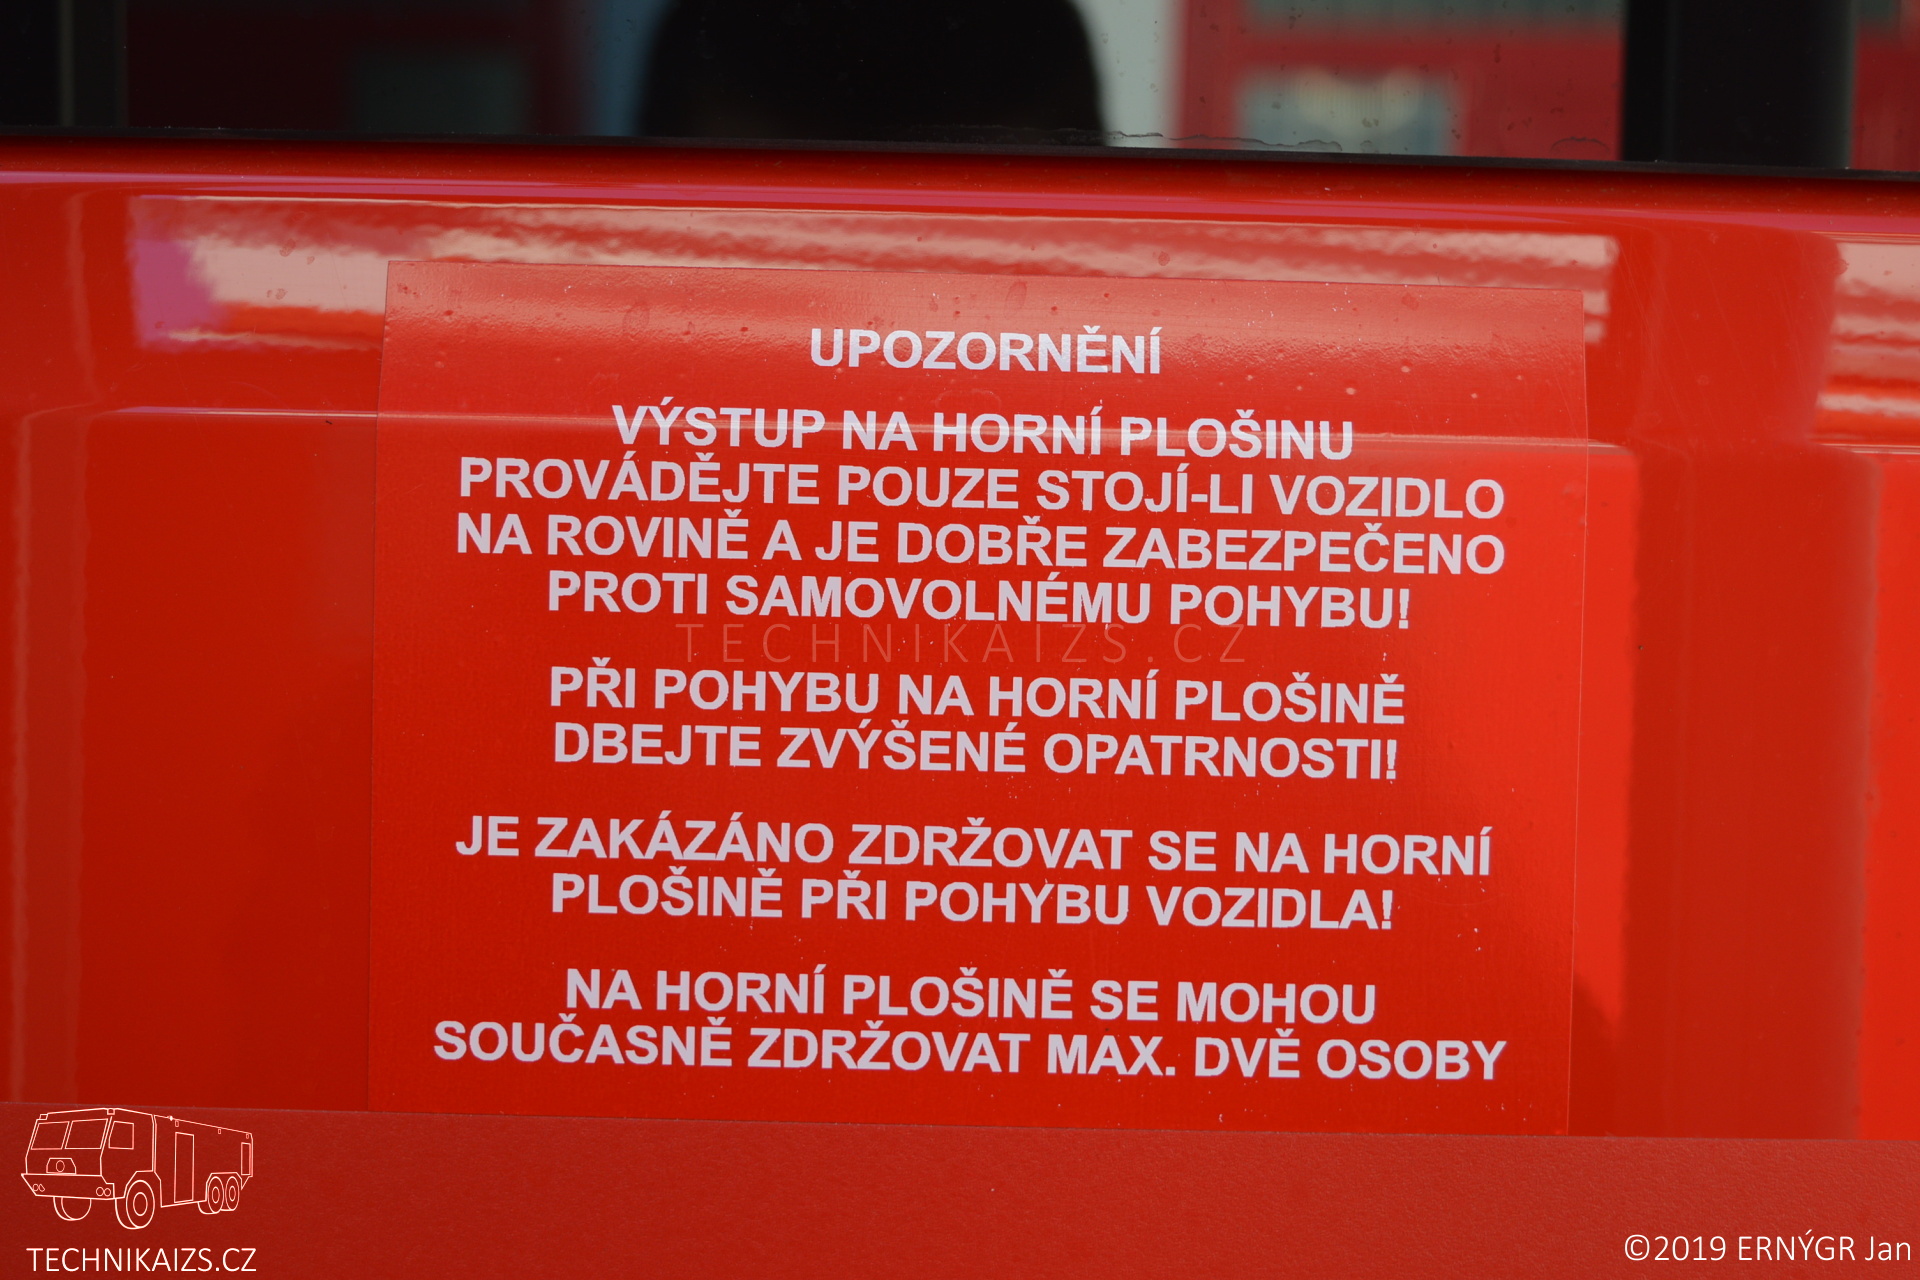 UPOZORNĚNÍ
VÝSTUP NA HORNÍ PLOŠINU
PROVÁDĚJTE POUZE STOJÍ-LI VOZIDLO
NA ROVINĚ A JE DOBŘE ZABEZPEČENO
PROTI SAMOVOLNÉMU POHYBU!
TECHNIKAIZS.CZ
PŘI POHYBU NA HORNÍ PLOŠINĚ
DBEJTE ZVÝŠENÉ OPATRNOSTI!
JE ZAKÁZÁNO ZDRŽOVAT SE NA HORNÍ
PLOŠINĚ PŘI POHYBU VOZIDLA!
NA HORNÍ PLOŠINĚ SE MOHOU
SOUČASNĚ ZDRŽOVAT MAX. DVĚ OSOBY
TECHNIKAIZS.CZ
©2019 ERNÝGR Jan